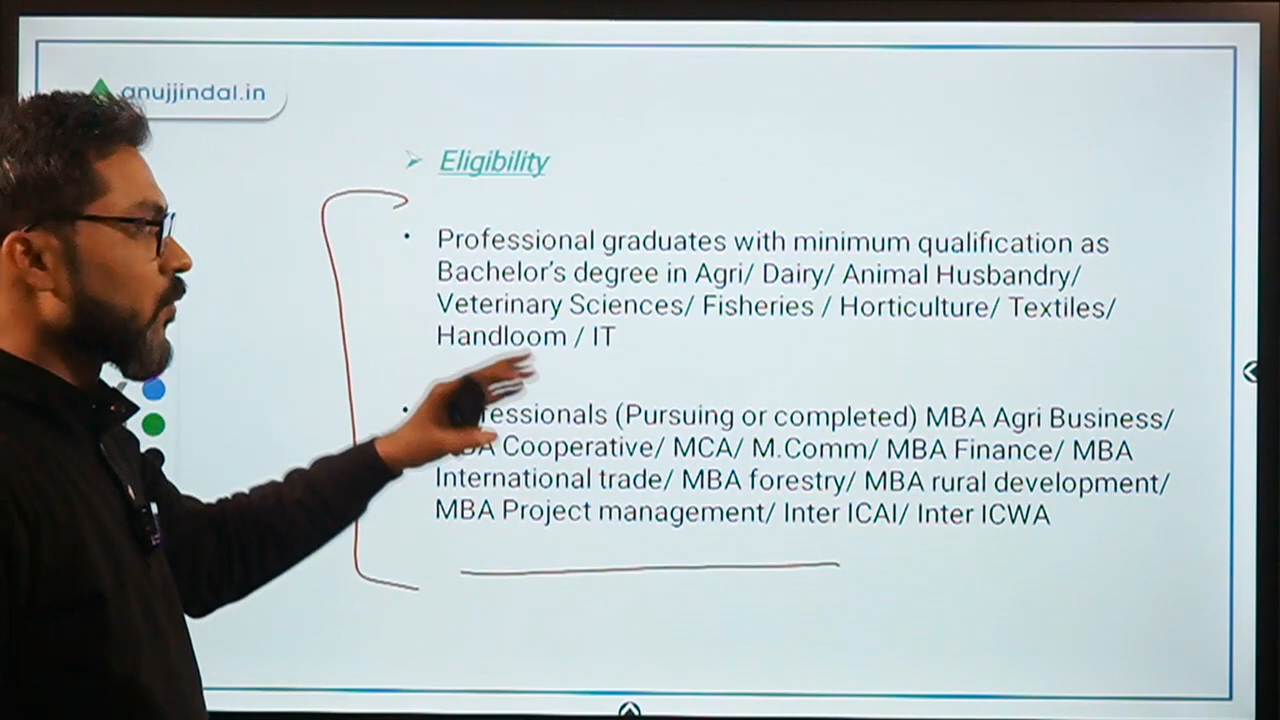 anujjindal.in
Eligibility
Professional graduates with minimum qualification as
Bachelor's degree in Agri/ Dairy/ Animal Husbandry/
Veterinary Sciences/ Fisheries / Horticulture/ Textiles/
Handloom / IT
(Pursuing or completed) MBA Agri Business/
Cooperative/ MCA/ M.Comm/ MBA Finance/ MBA
International trade/ MBA forestry/ MBA rural development/
MBA Project management/ Inter ICAI/ Inter ICWA